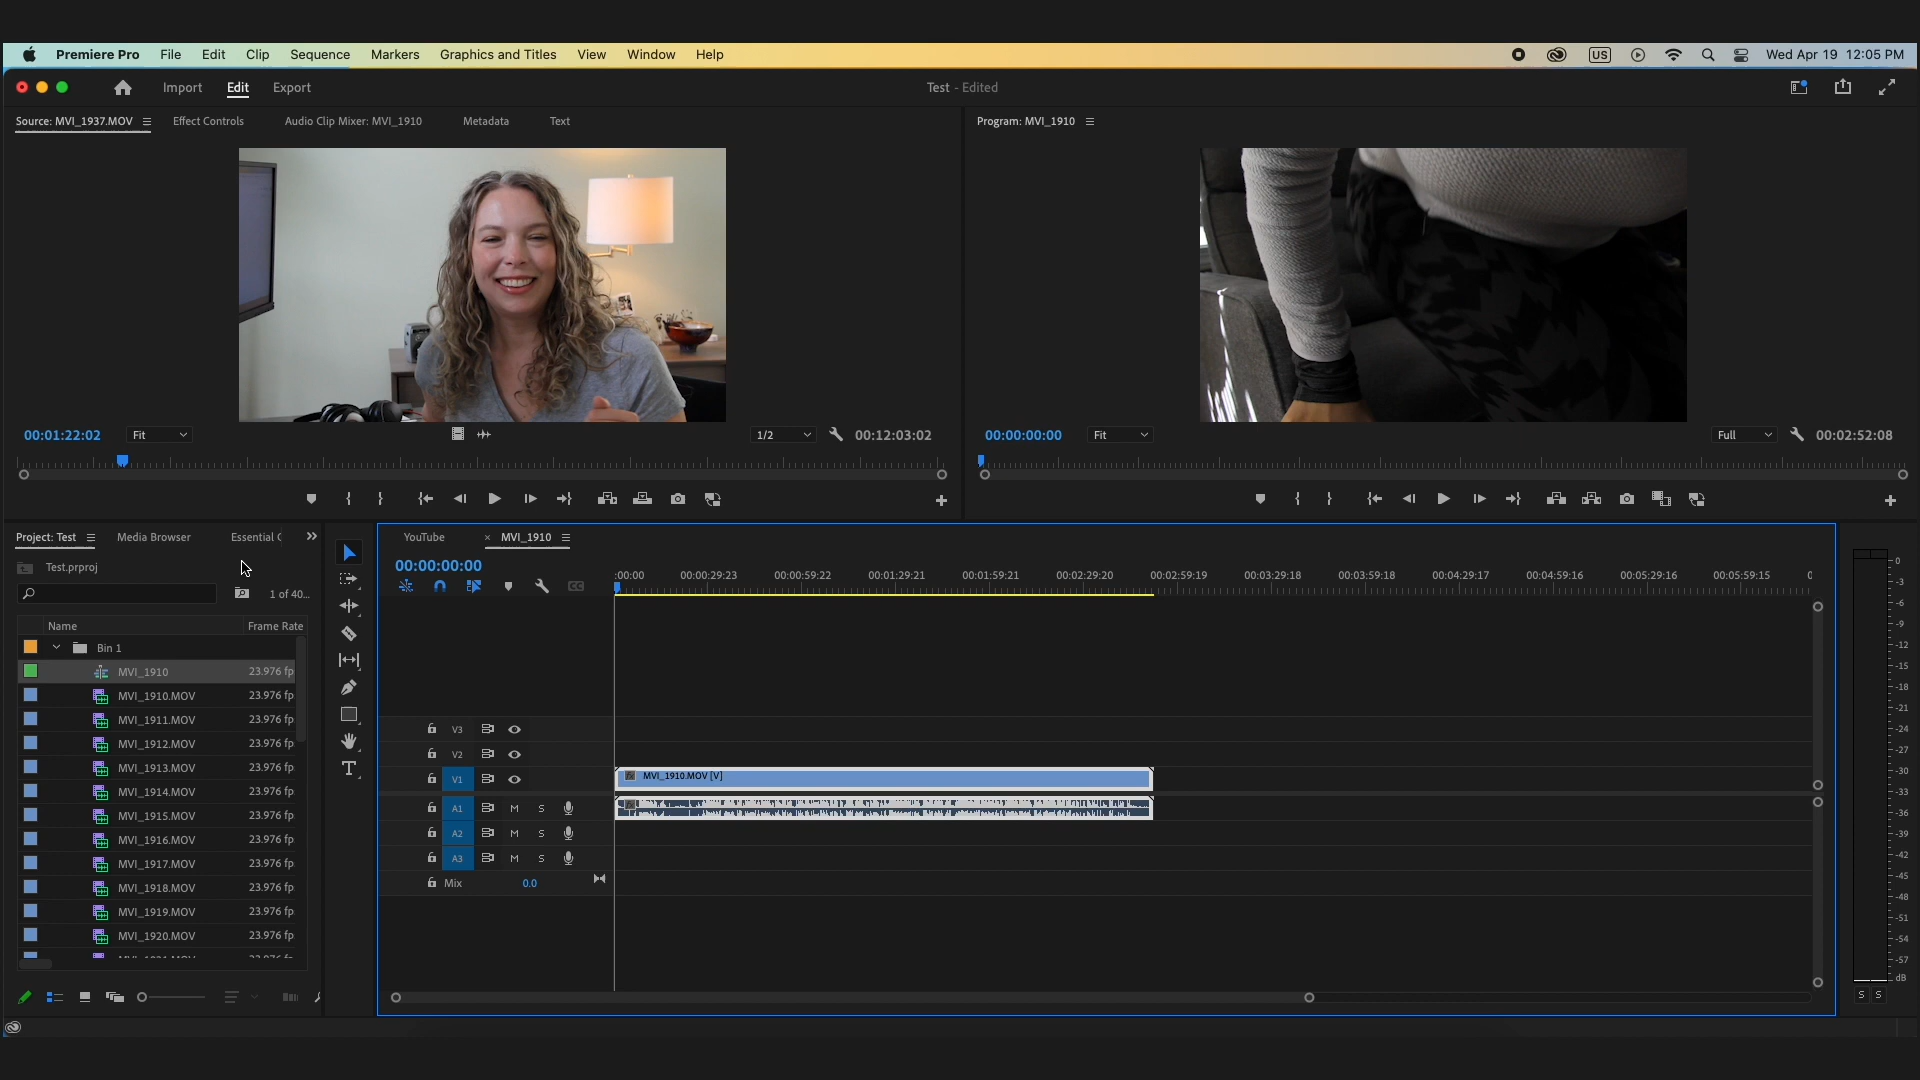 Premiere Pro File Edit Clip Sequence Markers Graphics and Titles View Window Help US Wed Apr 19 12:05 PM
Import Edit Export Test - Edited
Source: MVI_1937.MOV Effect Controls Audio Clip Mixer: MVI_1910 Metadata Text
Program: MVI_1910
00:01:22:02 Fit 1/2 00:12:03:02
00:00:00:00 Fit Full 00:02:52:08
Project: Test Media Browser Essential
Test.prproj
1 of 40...
Name Frame Rate
Bin 1
MVI_1910 23.976 fp
MVI_1910.MOV 23.976 fp
MVI_1911.MOV 23.976 fp
MVI_1912.MOV 23.976 fp
MVI_1913.MOV 23.976 fp
MVI_1914.MOV 23.976 fp
MVI_1915.MOV 23.976 fp
MVI_1916.MOV 23.976 fp
MVI_1917.MOV 23.976 fp
MVI_1918.MOV 23.976 fp
MVI_1919.MOV 23.976 fp
MVI_1920.MOV 23.976 fp
YouTube × MVI_1910
00:00:00:00
:00:00 00:00:29:23 00:00:59:22 00:01:29:21 00:01:59:21 00:02:29:20 00:02:59:19 00:03:29:18 00:03:59:18 00:04:29:17 00:04:59:16 00:05:29:16 00:05:59:15
V3
V2
V1 MVI_1910.MOV [V]
A1 M S
A2 M S
A3 M S
Mix 0.0
0
-3
-6
-9
-12
-15
-18
-21
-24
-27
-30
-33
-36
-39
-42
-45
-48
-51
-54
-57
dB
S S